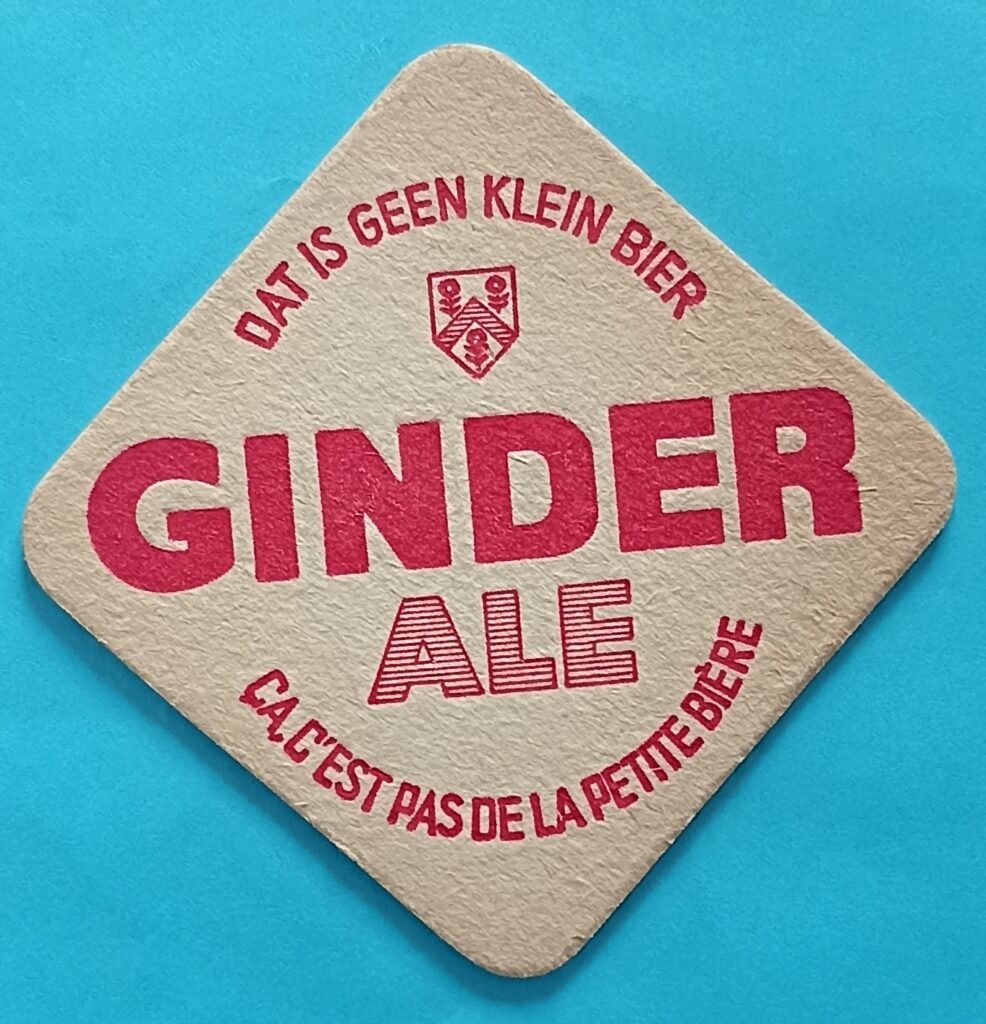 DAT IS GEEN KLEIN BIER
GINDER
ALE
ÇA, C'EST PAS DE LA PETITE BIÈRE